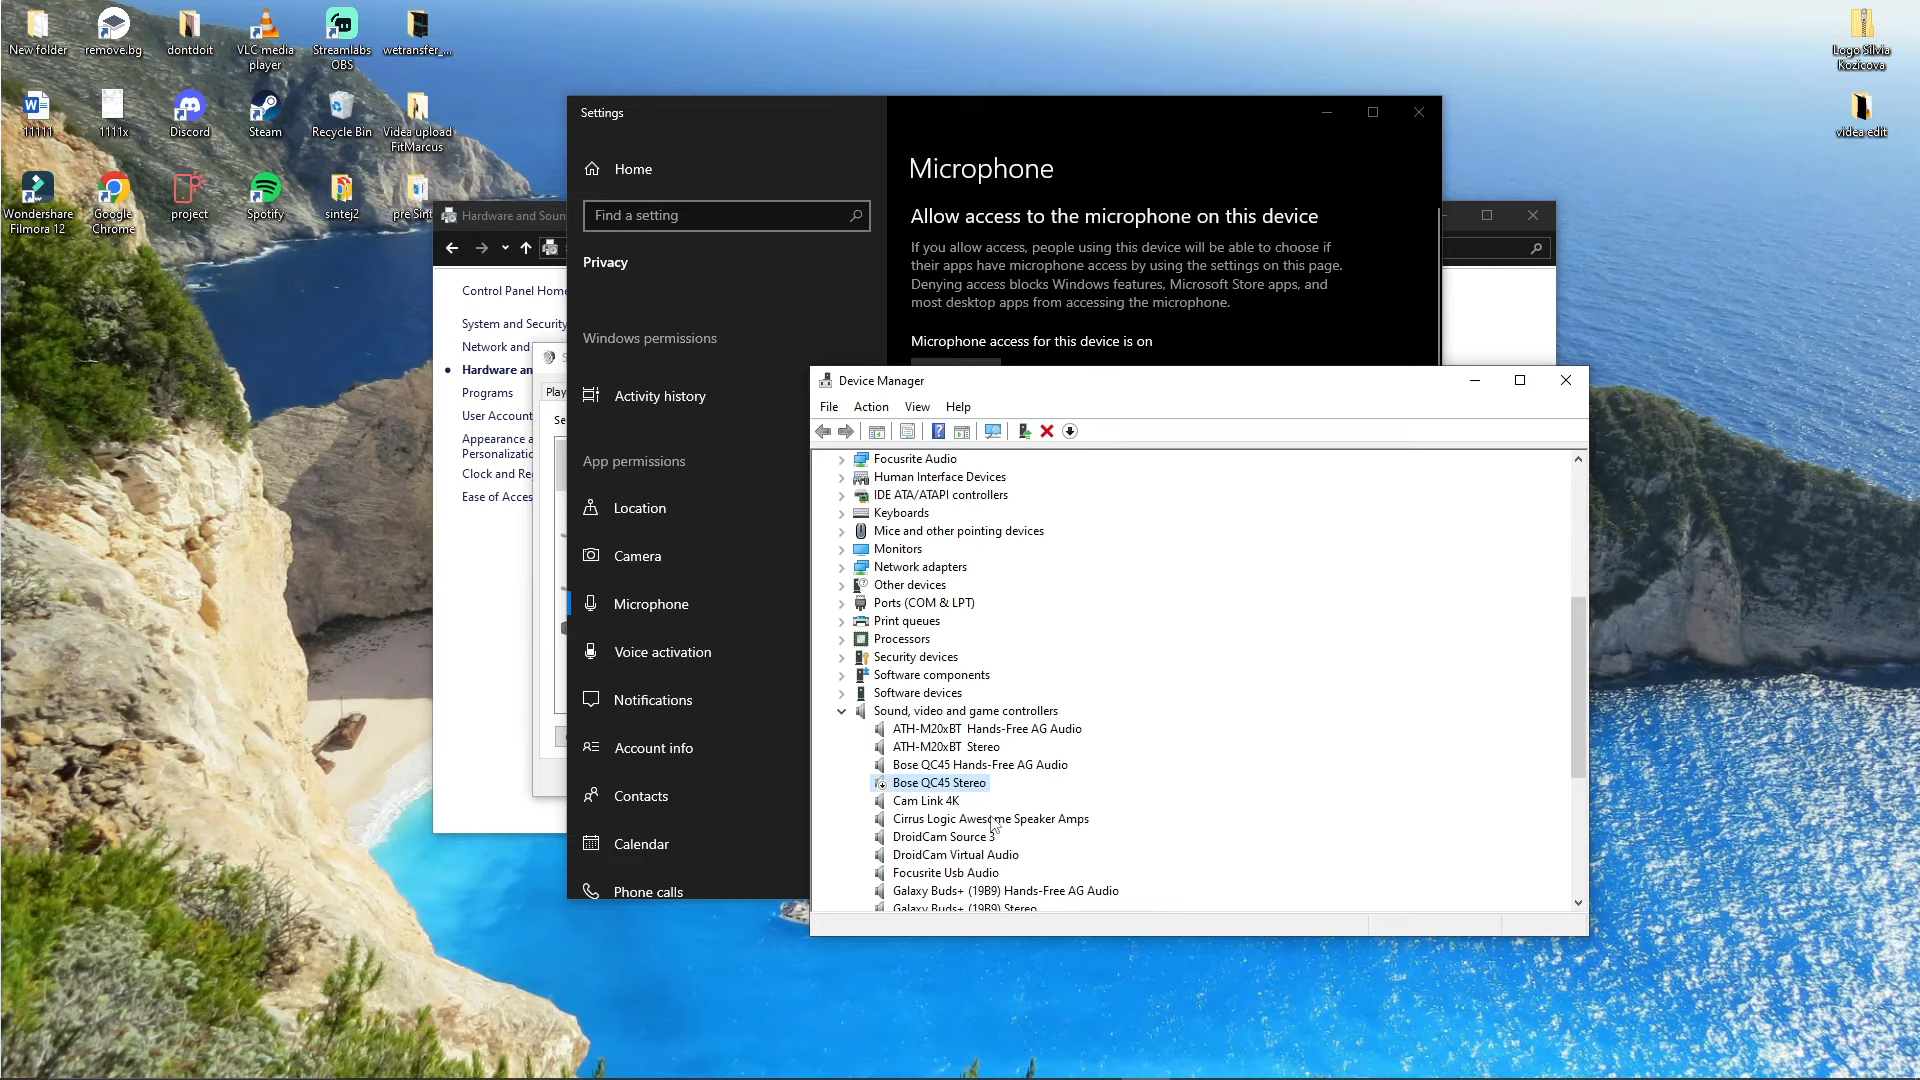 New folder
remove.bg
dontdoit
VLC media
player
Streamlabs
OBS
wetransfer_...
Logo Silvia
Kozicova
11111
1111x
Discord
Steam
Recycle Bin
Videa upload
FitMarcus
videa edit
Wondershare
Filmora 12
Google
Chrome
project
Spotify
sintej2
pre Sint
Hardware and Soun
Control Panel Home
System and Security
Network and
Hardware an
Programs
User Account
Appearance a
Personalizatio
Clock and Re
Ease of Acces
S
Play
Se
Settings
Home
Find a setting
Privacy
Windows permissions
Activity history
App permissions
Location
Camera
Microphone
Voice activation
Notifications
Account info
Contacts
Calendar
Phone calls
Microphone
Allow access to the microphone on this device
If you allow access, people using this device will be able to choose if
their apps have microphone access by using the settings on this page.
Denying access blocks Windows features, Microsoft Store apps, and
most desktop apps from accessing the microphone.
Microphone access for this device is on
Device Manager
File Action View Help
Focusrite Audio
Human Interface Devices
IDE ATA/ATAPI controllers
Keyboards
Mice and other pointing devices
Monitors
Network adapters
Other devices
Ports (COM & LPT)
Print queues
Processors
Security devices
Software components
Software devices
Sound, video and game controllers
ATH-M20xBT Hands-Free AG Audio
ATH-M20xBT Stereo
Bose QC45 Hands-Free AG Audio
Bose QC45 Stereo
Cam Link 4K
Cirrus Logic Awesome Speaker Amps
DroidCam Source 3
DroidCam Virtual Audio
Focusrite Usb Audio
Galaxy Buds+ (19B9) Hands-Free AG Audio
Galaxy Buds+ (19B9) Stereo